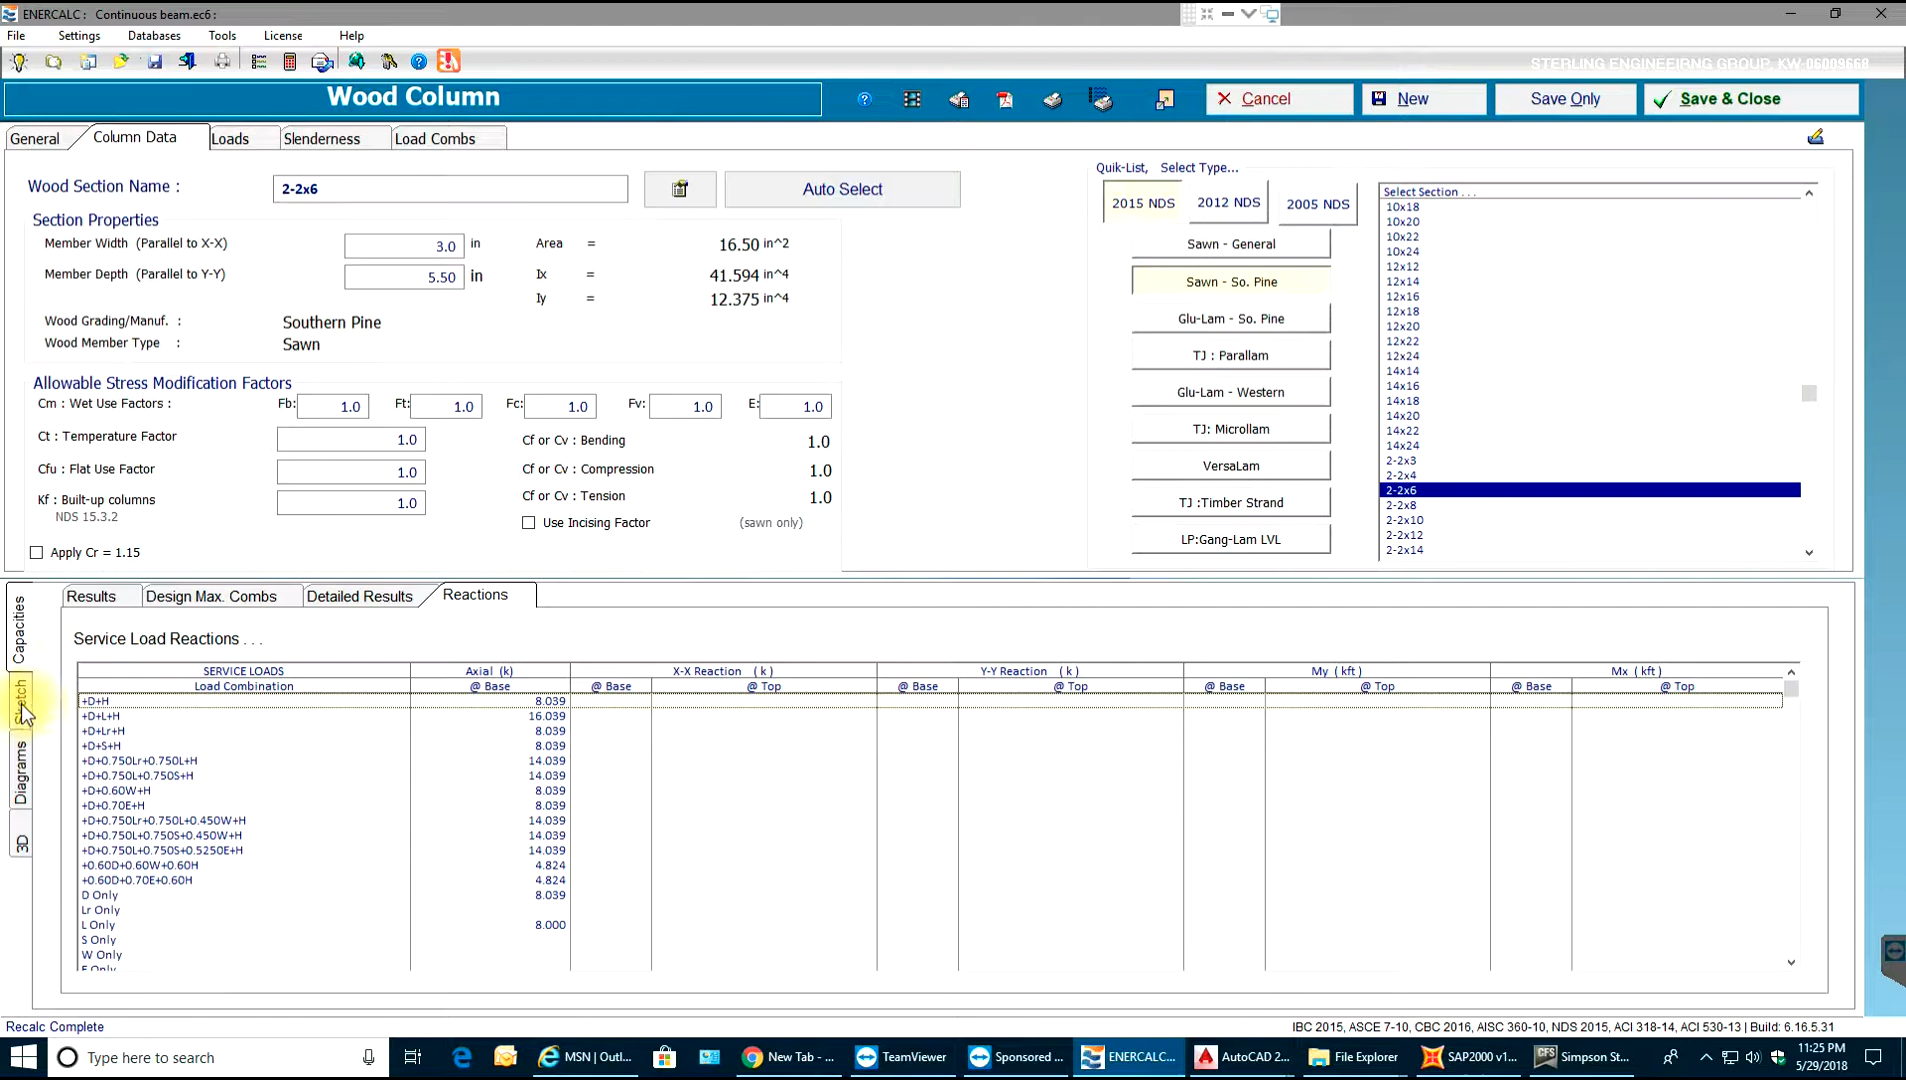 ENERCALC : Continuous beam.ec6 :
File Settings Databases Tools License Help
STERLING ENGINEEIRNG GROUP, KW-06009668
Wood Column
Cancel New Save Only Save & Close
General Column Data Loads Slenderness Load Combs
Wood Section Name : 2-2x6 Auto Select
Section Properties
Member Width (Parallel to X-X) 3.0 in Area = 16.50 in^2
Member Depth (Parallel to Y-Y) 5.50 in Ix = 41.594 in^4
Iy = 12.375 in^4
Wood Grading/Manuf. : Southern Pine
Wood Member Type : Sawn
Allowable Stress Modification Factors
Cm : Wet Use Factors : Fb: 1.0 Ft: 1.0 Fc: 1.0 Fv: 1.0 E: 1.0
Ct : Temperature Factor 1.0 Cf or Cv : Bending 1.0
Cfu : Flat Use Factor 1.0 Cf or Cv : Compression 1.0
Kf : Built-up columns 1.0 Cf or Cv : Tension 1.0
NDS 15.3.2
Use Incising Factor (sawn only)
Apply Cr = 1.15
Quik-List, Select Type...
2015 NDS 2012 NDS 2005 NDS
Sawn - General
Sawn - So. Pine
Glu-Lam - So. Pine
TJ : Parallam
Glu-Lam - Western
TJ: Microllam
VersaLam
TJ :Timber Strand
LP:Gang-Lam LVL
Select Section . . .
10x18
10x20
10x22
10x24
12x12
12x14
12x16
12x18
12x20
12x22
12x24
14x14
14x16
14x18
14x20
14x22
14x24
2-2x3
2-2x4
2-2x6
2-2x8
2-2x10
2-2x12
2-2x14
Capacities
Sketch
Diagrams
3D
Results Design Max. Combs Detailed Results Reactions
Service Load Reactions . . .
SERVICE LOADS Axial (k) X-X Reaction ( k ) Y-Y Reaction ( k ) My ( kft ) Mx ( kft )
Load Combination @ Base @ Base @ Top @ Base @ Top @ Base @ Top @ Base @ Top
+D+H 8.039
+D+L+H 16.039
+D+Lr+H 8.039
+D+S+H 8.039
+D+0.750Lr+0.750L+H 14.039
+D+0.750L+0.750S+H 14.039
+D+0.60W+H 8.039
+D+0.70E+H 8.039
+D+0.750Lr+0.750L+0.450W+H 14.039
+D+0.750L+0.750S+0.450W+H 14.039
+D+0.750L+0.750S+0.5250E+H 14.039
+0.60D+0.60W+0.60H 4.824
+0.60D+0.70E+0.60H 4.824
D Only 8.039
Lr Only
L Only 8.000
S Only
W Only
E Only
Recalc Complete
IBC 2015, ASCE 7-10, CBC 2016, AISC 360-10, NDS 2015, ACI 318-14, ACI 530-13 | Build: 6.16.5.31
Type here to search MSN | Outl... New Tab - ... TeamViewer Sponsored ... ENERCALC... AutoCAD 2... File Explorer SAP2000 v1... CFS Simpson St... 11:25 PM
5/29/2018